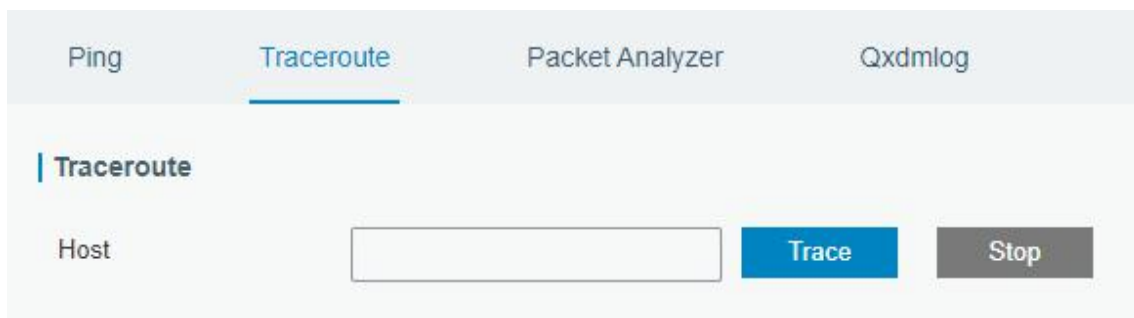 Ping Traceroute Packet Analyzer Qxdmlog
Traceroute
Host Trace Stop